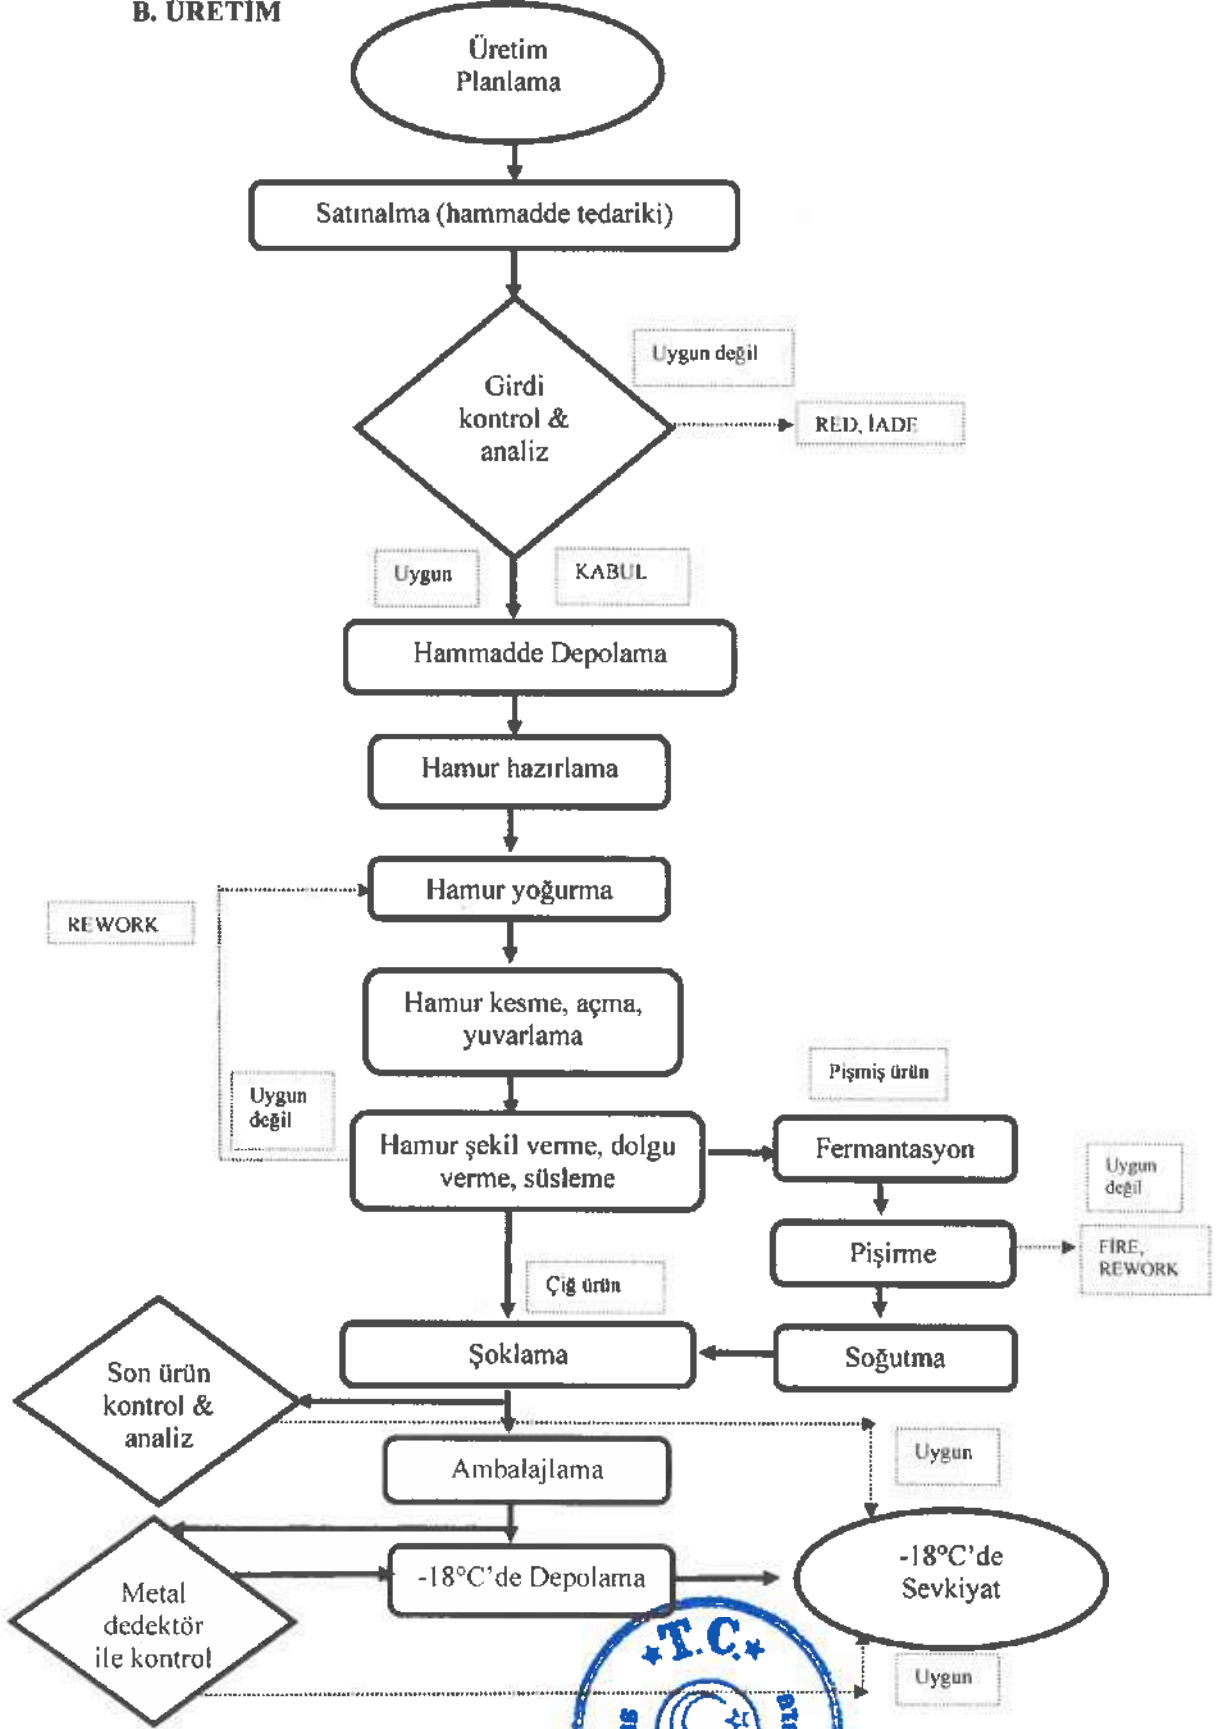 B. ÜRETİM
Üretim
Planlama
Satınalma (hammadde tedariki)
Girdi
kontrol &
analiz
Uygun değil
RED, İADE
Uygun
KABUL
Hammadde Depolama
Hamur hazırlama
Hamur yoğurma
REWORK
Hamur kesme, açma,
yuvarlama
Uygun
değil
Hamur şekil verme, dolgu
verme, süsleme
Pişmiş ürün
Fermantasyon
Uygun
değil
Pişirme
FİRE,
REWORK
Çiğ ürün
Şoklama
Soğutma
Son ürün
kontrol &
analiz
Ambalajlama
Uygun
-18°C'de Depolama
-18°C'de
Sevkiyat
Metal
dedektör
ile kontrol
Uygun
T.C.